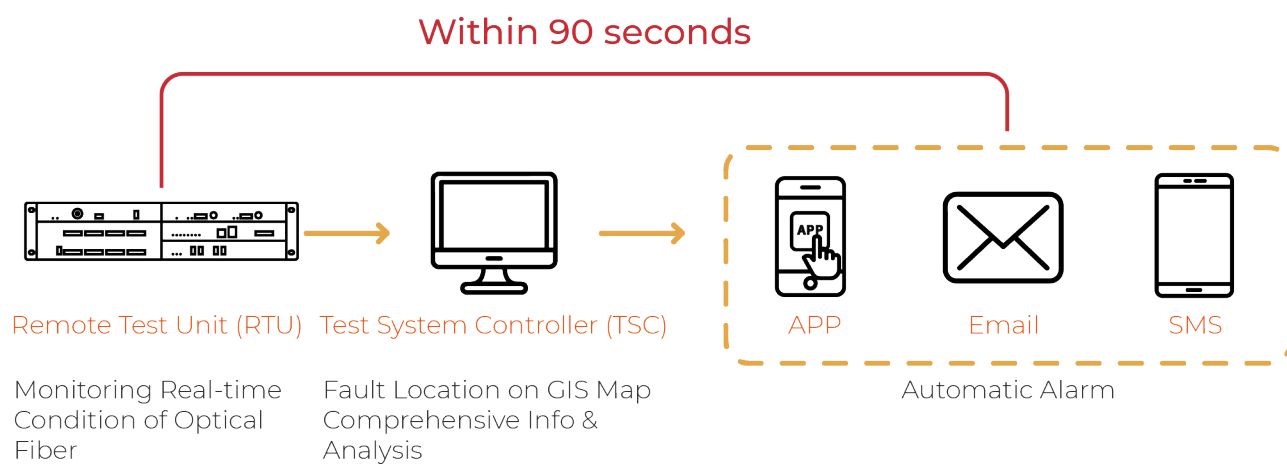 Within 90 seconds
APP
Remote Test Unit (RTU)
Test System Controller (TSC)
APP
Email
SMS
Monitoring Real-time
Condition of Optical
Fiber
Fault Location on GIS Map
Comprehensive Info &
Analysis
Automatic Alarm